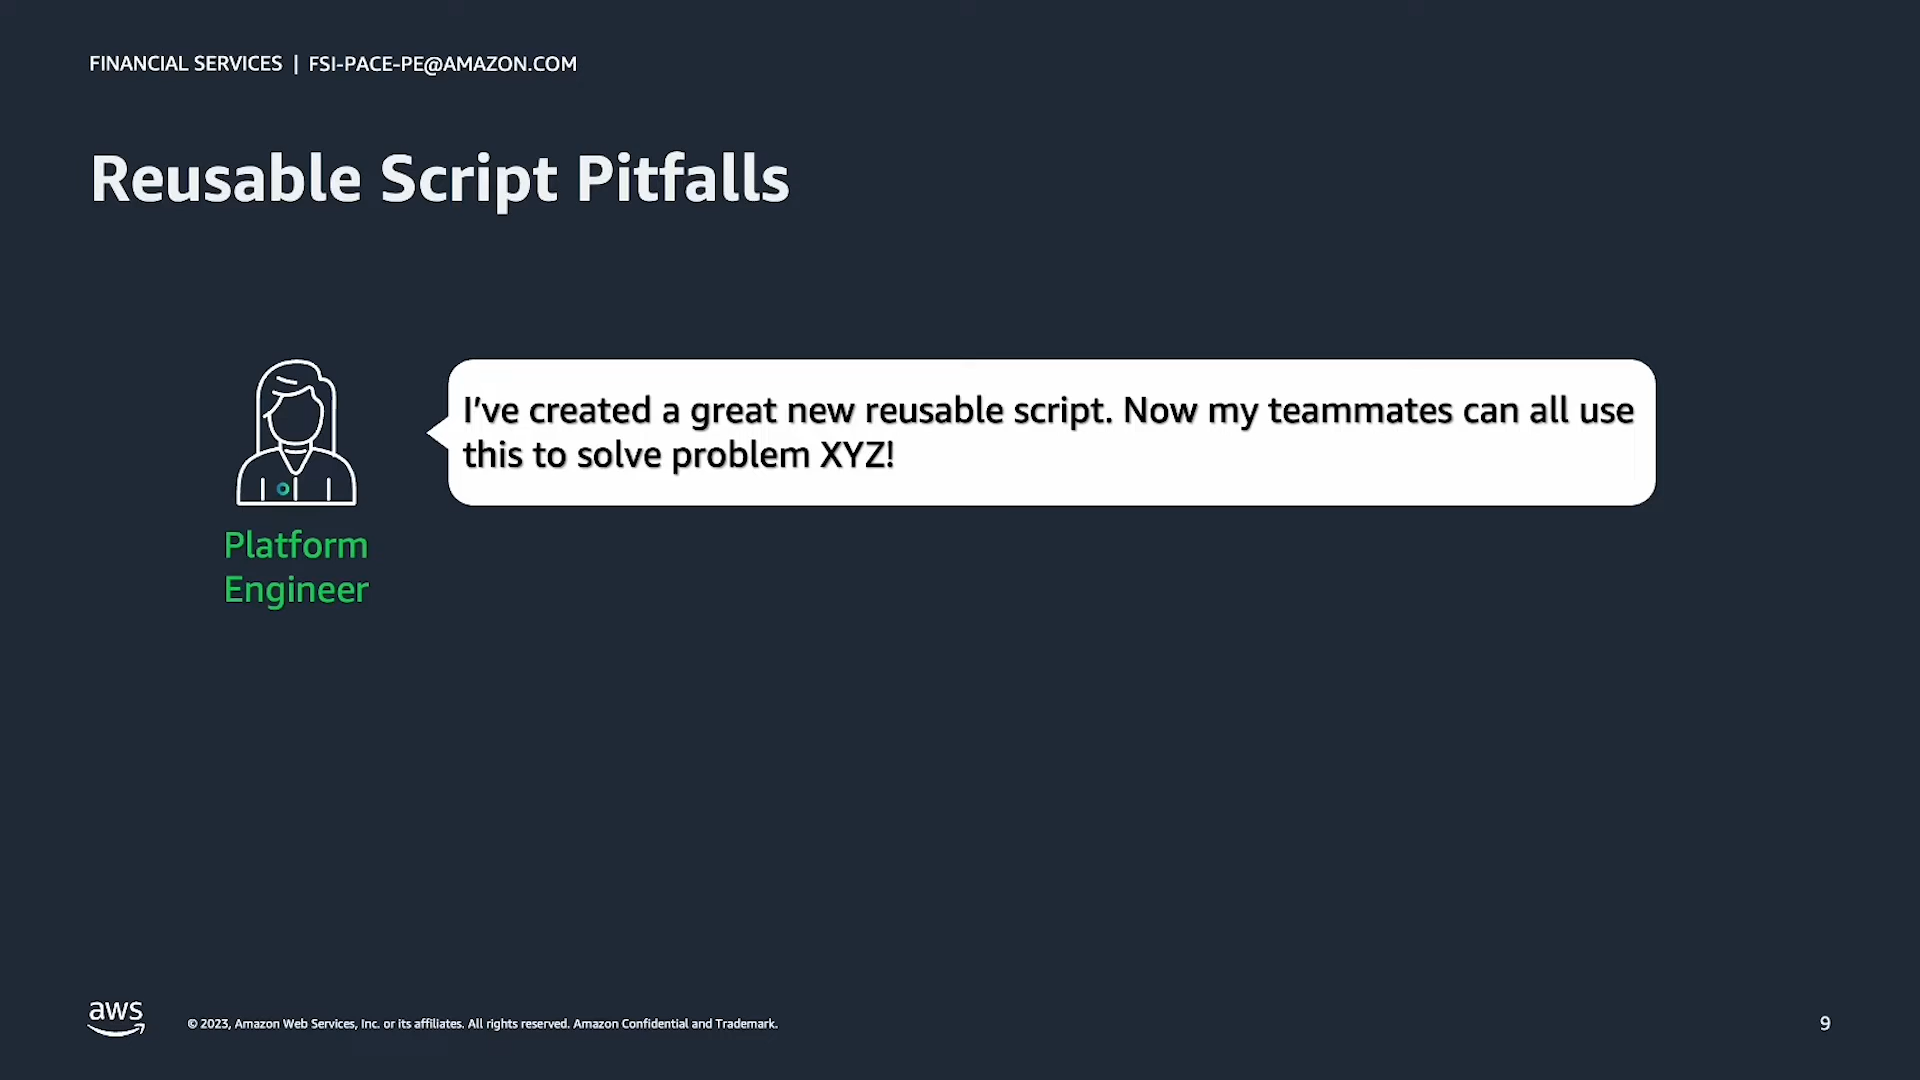 FINANCIAL SERVICES | FSI-PACE-PE@AMAZON.COM
Reusable Script Pitfalls
I’ve created a great new reusable script. Now my teammates can all use
this to solve problem XYZ!
Platform
Engineer
aws
© 2023, Amazon Web Services, Inc. or its affiliates. All rights reserved. Amazon Confidential and Trademark.
9